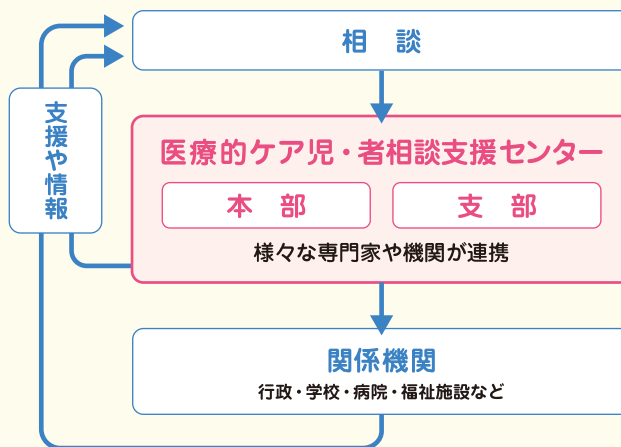 相 談
支援や情報
医療的ケア児・者相談支援センター
本 部
支 部
様々な専門家や機関が連携
関係機関
行政・学校・病院・福祉施設など